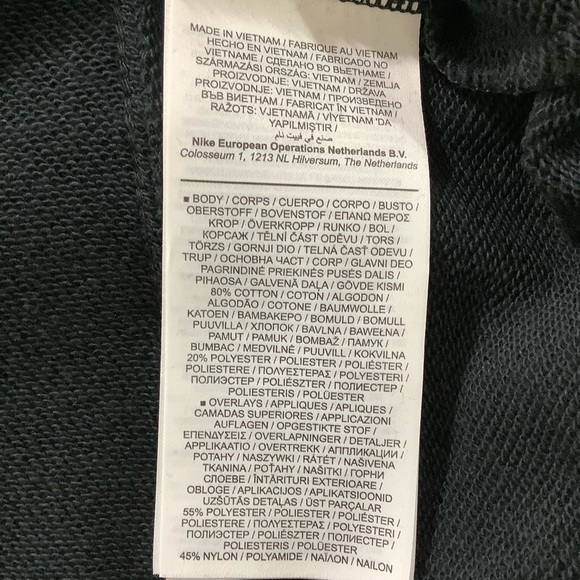 MADE IN VIETNAM / FABRIQUE AU VIETNAM
HECHO EN VIETNAM / FABRICADO NO
VIETNAME / СДЕЛАНО ВО ВЬЕТНАМЕ /
SZÁRMAZÁSI ORSZÁG: VIETNAM / ZEMLJA
PROIZVODNJE: VIJETNAM / DRŽAVA
PROIZVODNJE: VIETNAM / ПРОИЗВЕДЕНО
ВЪВ ВИЕТНАМ / FABRICAT ÎN VIETNAM /
RAŽOTS: VJETNAMĀ / VİYETNAM 'DA
YAPILMIŞTIR /
صنع في فييت نام
Nike European Operations Netherlands B.V.
Colosseum 1, 1213 NL Hilversum, The Netherlands
■ BODY / CORPS / CUERPO / CORPO / BUSTO /
OBERSTOFF / BOVENSTOF / ΕΠΑΝΩ ΜΕΡΟΣ
KROP / ÖVERKROPP / RUNKO / BOL /
КОРСАЖ / TĚLNÍ ČÁST ODĚVU / TORS /
TÖRZS / GORNJI DIO / TELNÁ ČASŤ ODEVU /
TRUP / ОСНОВНА ЧАСТ / CORP / GLAVNI DEO
PAGRINDINĖ PRIEKINĖS PUSĖS DALIS /
PIHAOSA / GALVENĀ DAĻA / GÖVDE KISMI
80% COTTON / COTON / ALGODON /
ALGODÃO / COTONE / BAUMWOLLE /
KATOEN / ΒΑΜΒΑΚΕΡΟ / BOMULD / BOMULL
PUUVILLA / ХЛОПОК / BAVLNA / BAWEŁNA /
PAMUT / PAMUK / BOMBAŽ / ПАМУК /
BUMBAC / MEDVILNĖ / PUUVILL / KOKVILNA
20% POLYESTER / POLIESTER / POLIÉSTER /
POLIESTERE / ΠΟΛΥΕΣΤΕΡΑΣ / POLYESTERI /
ПОЛИЭСТЕР / POLIÉSZTER / ПОЛИЕСТЕР /
POLIESTERIS / POLÜESTER
■ OVERLAYS / APPLIQUES / APLIQUES /
CAMADAS SUPERIORES / APPLICAZIONI
AUFLAGEN / OPGESTIKTE STOF /
ΕΠΕΝΔΥΣΕΙΣ / OVERLAPNINGER / DETALJER /
APPLIKAATIO / OVERTREKK / АППЛИКАЦИИ /
POTAHY / NASZYWKI / RÁTÉT / NAŠIVENA
TKANINA / POŤAHY / NAŠITKI / ГОРНИ
СЛОЕВЕ / ÎNTĂRITURI EXTERIOARE /
OBLOGE / APLIKACIJOS / APLIKATSIOONID
UZŠŪTĀS DETAĻAS / ÜST PARÇALAR
55% POLYESTER / POLIESTER / POLIÉSTER /
POLIESTERE / ΠΟΛΥΕΣΤΕΡΑΣ / POLYESTERI /
ПОЛИЭСТЕР / POLIÉSZTER / ПОЛИЕСТЕР /
POLIESTERIS / POLÜESTER
45% NYLON / POLYAMIDE / NAÏLON / NAILON